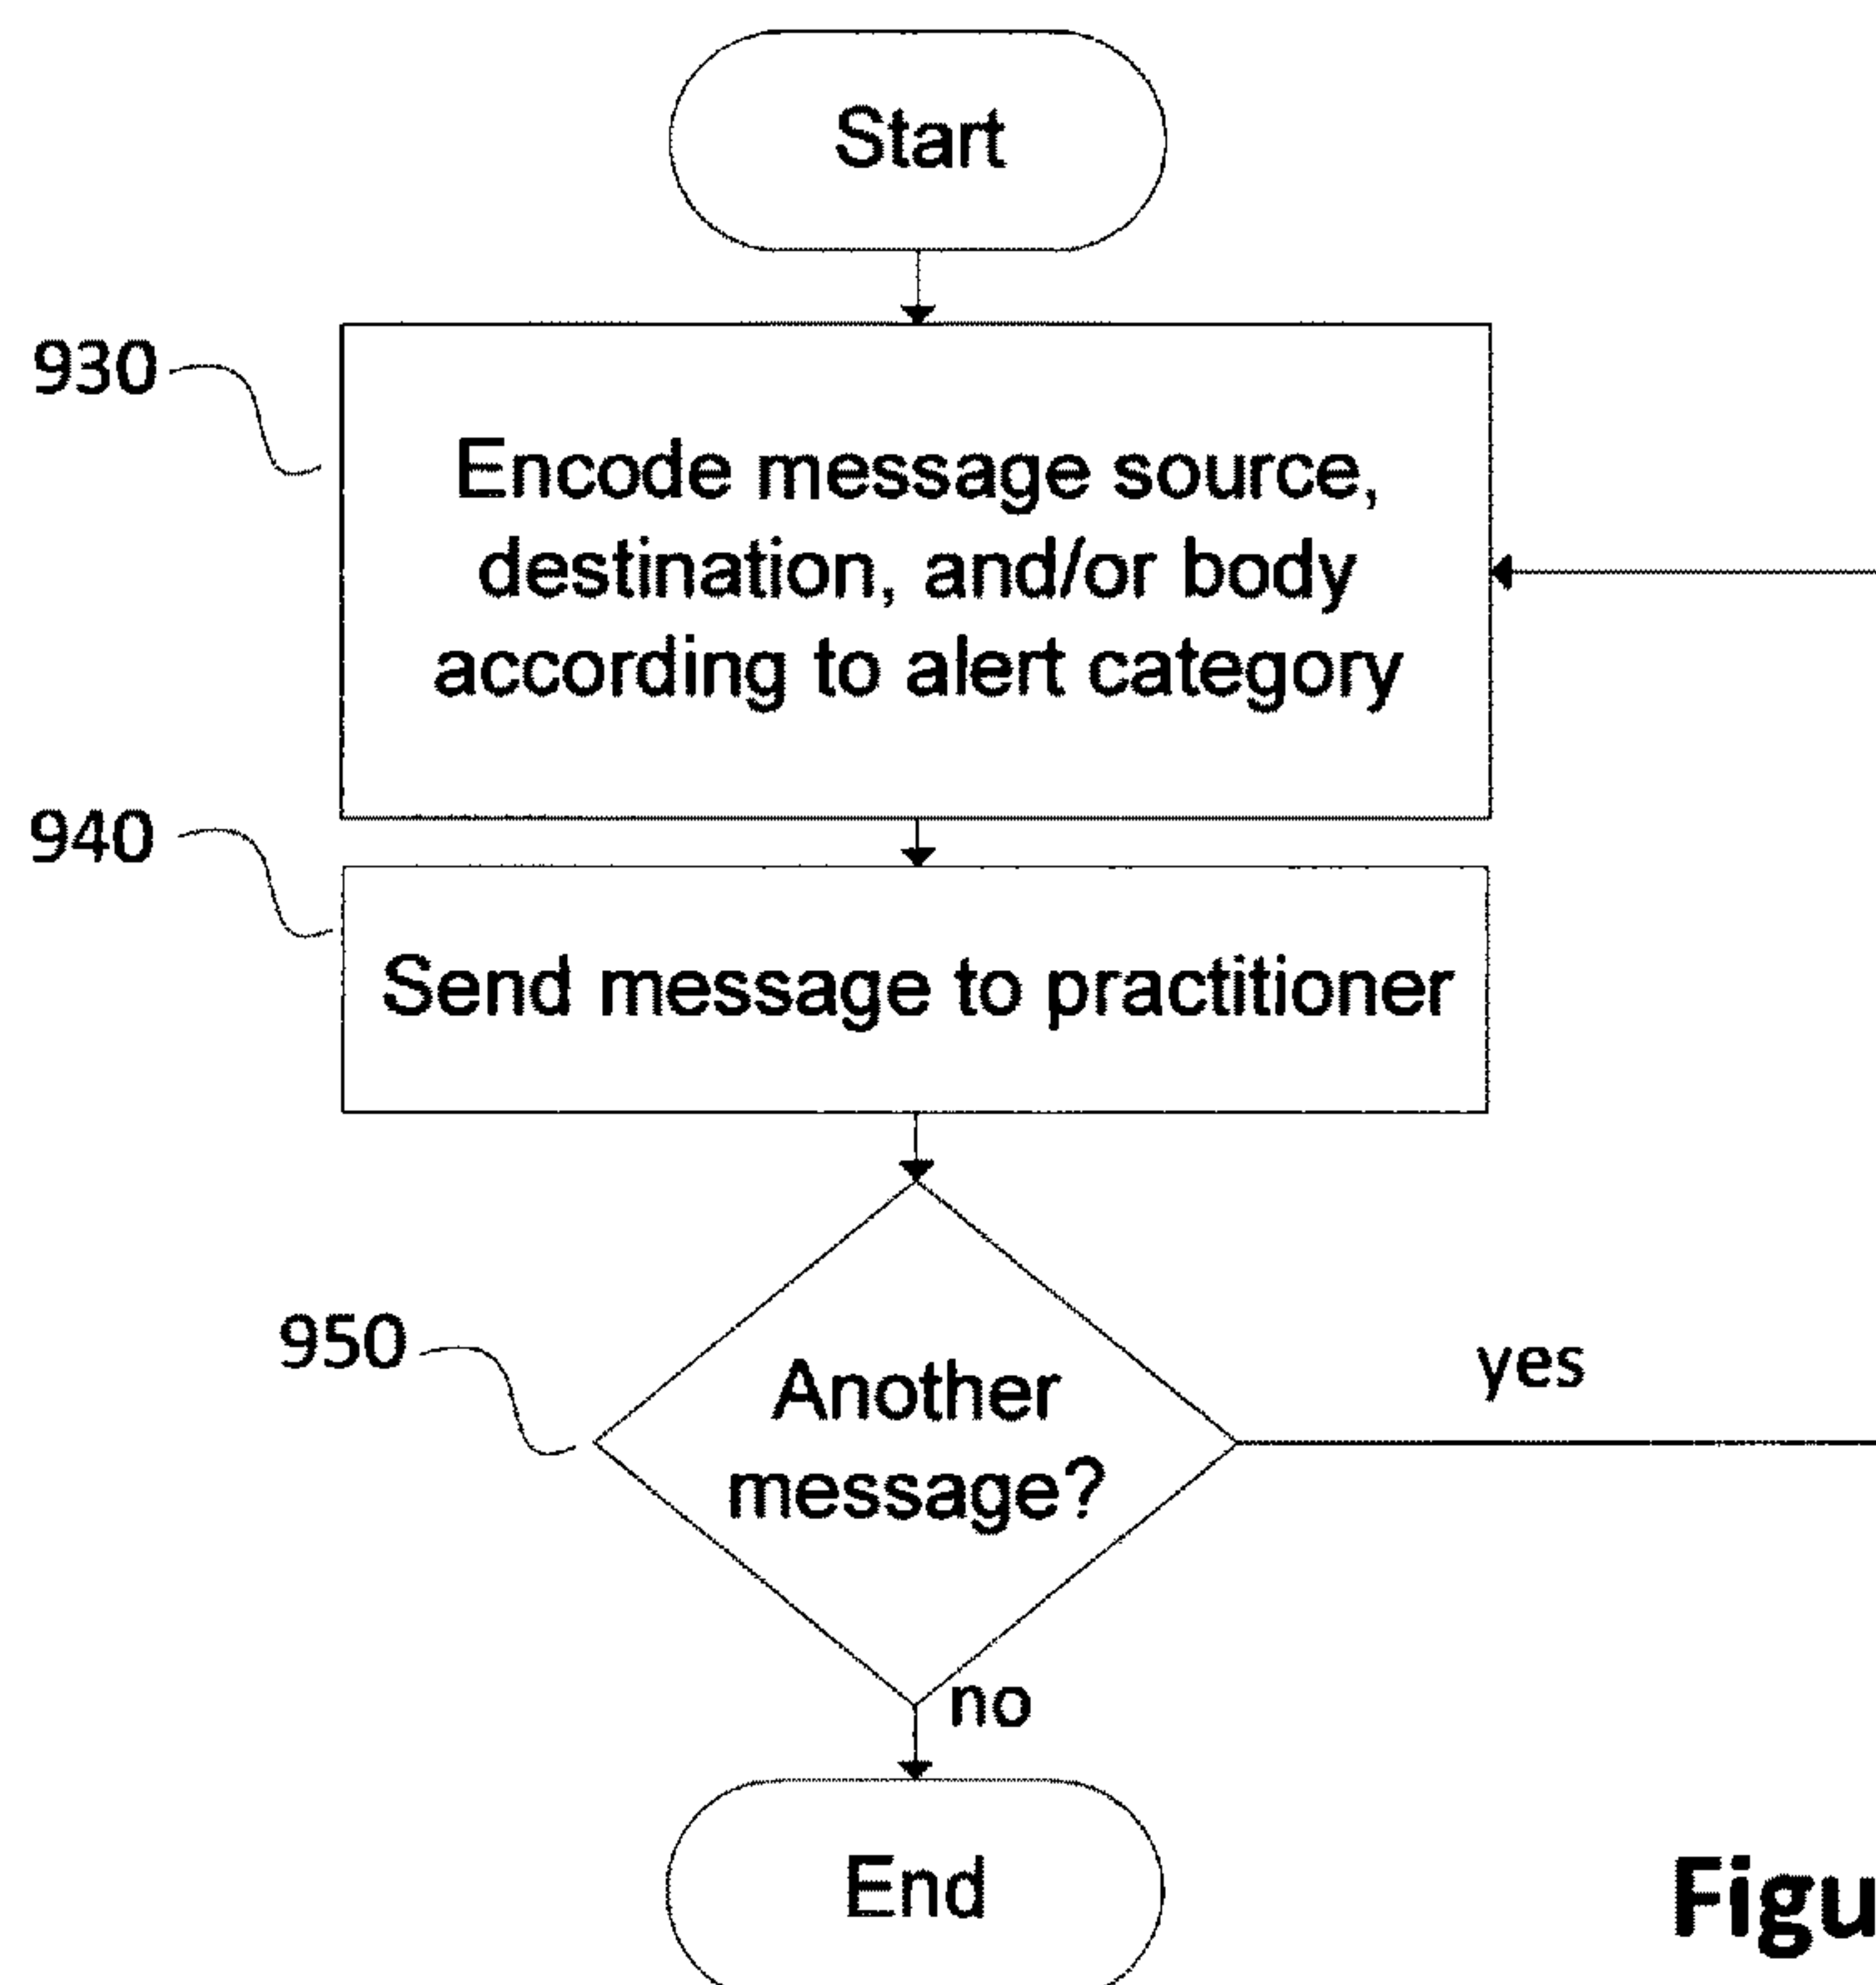 Start
930
Encode message source,
destination, and/or body
according to alert category
940
Send message to practitioner
950
Another
message?
yes
no
End
Figu